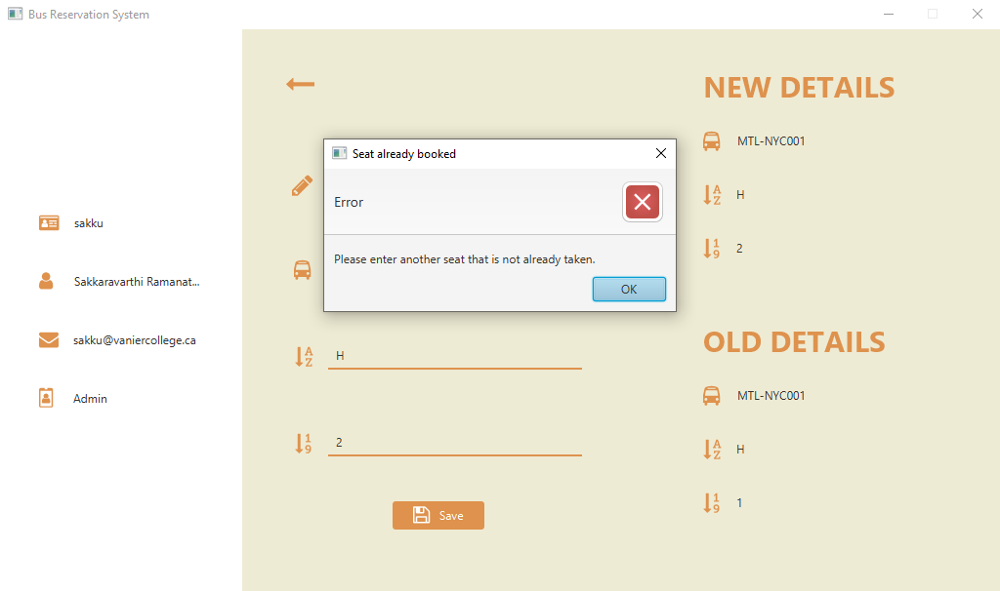 Bus Reservation System
sakku
Sakkaravarthi Ramanat...
sakku@vaniercollege.ca
Admin
Seat already booked
Error
Please enter another seat that is not already taken.
OK
H
2
Save
NEW DETAILS
MTL-NYC001
H
2
OLD DETAILS
MTL-NYC001
H
1